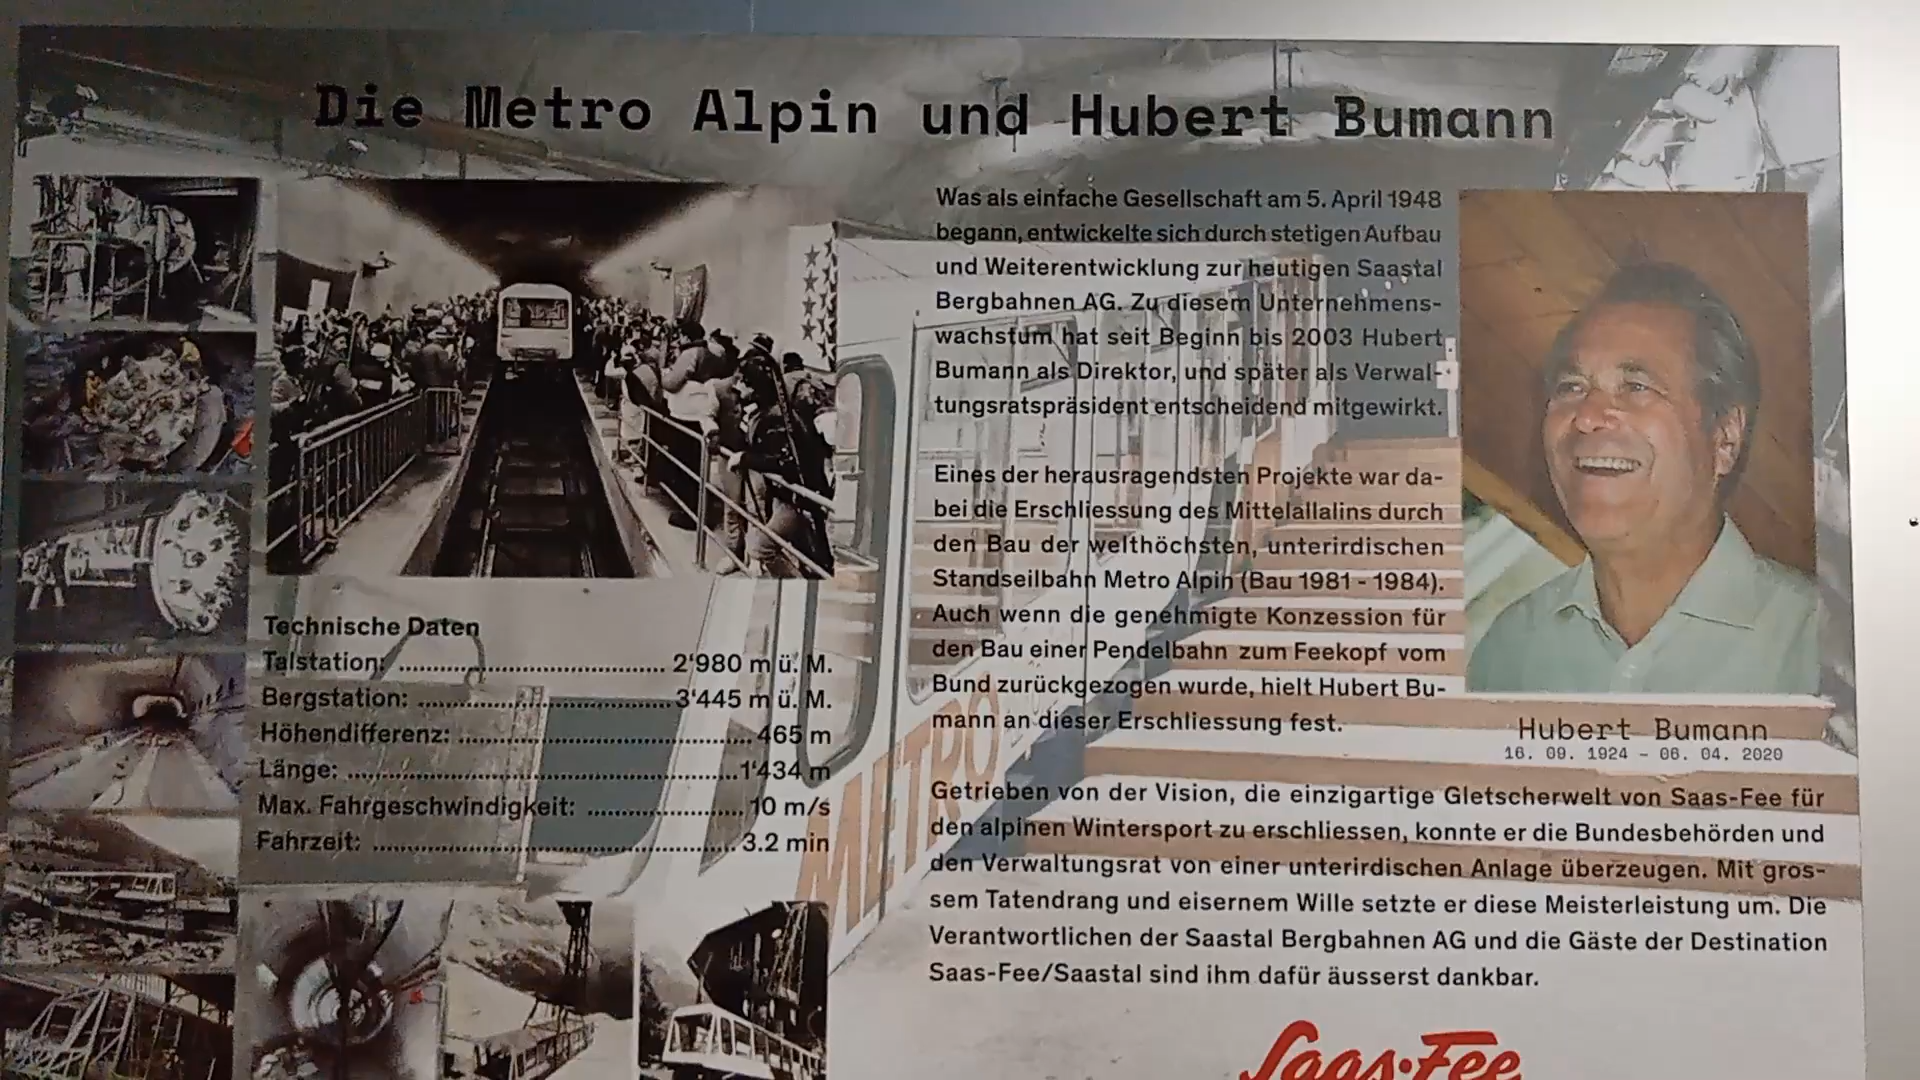 Die Metro Alpin und Hubert Bumann
Was als einfache Gesellschaft am 5. April 1948
begann, entwickelte sich durch stetigen Aufbau
und Weiterentwicklung zur heutigen Saastal
Bergbahnen AG. Zu diesem Unternehmens-
wachstum hat seit Beginn bis 2003 Hubert
Bumann als Direktor, und später als Verwal-
tungsratspräsident entscheidend mitgewirkt.
Eines der herausragendsten Projekte war da-
bei die Erschliessung des Mittelallalins durch
den Bau der welthöchsten, unterirdischen
Standseilbahn Metro Alpin (Bau 1981 - 1984).
Auch wenn die genehmigte Konzession für
den Bau einer Pendelbahn zum Feekopf vom
Bund zurückgezogen wurde, hielt Hubert Bu-
mann an dieser Erschliessung fest.
Hubert Bumann
16. 09. 1924 – 06. 04. 2020
Getrieben von der Vision, die einzigartige Gletscherwelt von Saas-Fee für
den alpinen Wintersport zu erschliessen, konnte er die Bundesbehörden und
den Verwaltungsrat von einer unterirdischen Anlage überzeugen. Mit gros-
sem Tatendrang und eisernem Wille setzte er diese Meisterleistung um. Die
Verantwortlichen der Saastal Bergbahnen AG und die Gäste der Destination
Saas-Fee/Saastal sind ihm dafür äusserst dankbar.
Technische Daten
Talstation: ........................................ 2'980 m ü. M.
Bergstation: ...................................... 3'445 m ü. M.
Höhendifferenz: ............................................ 465 m
Länge: ........................................................... 1'434 m
Max. Fahrgeschwindigkeit: ....................... 10 m/s
Fahrzeit: ..................................................... 3.2 min
METRO
Saas-Fee